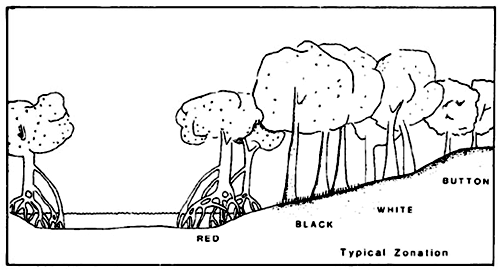 RED
BLACK
WHITE
BUTTON
Typical Zonation